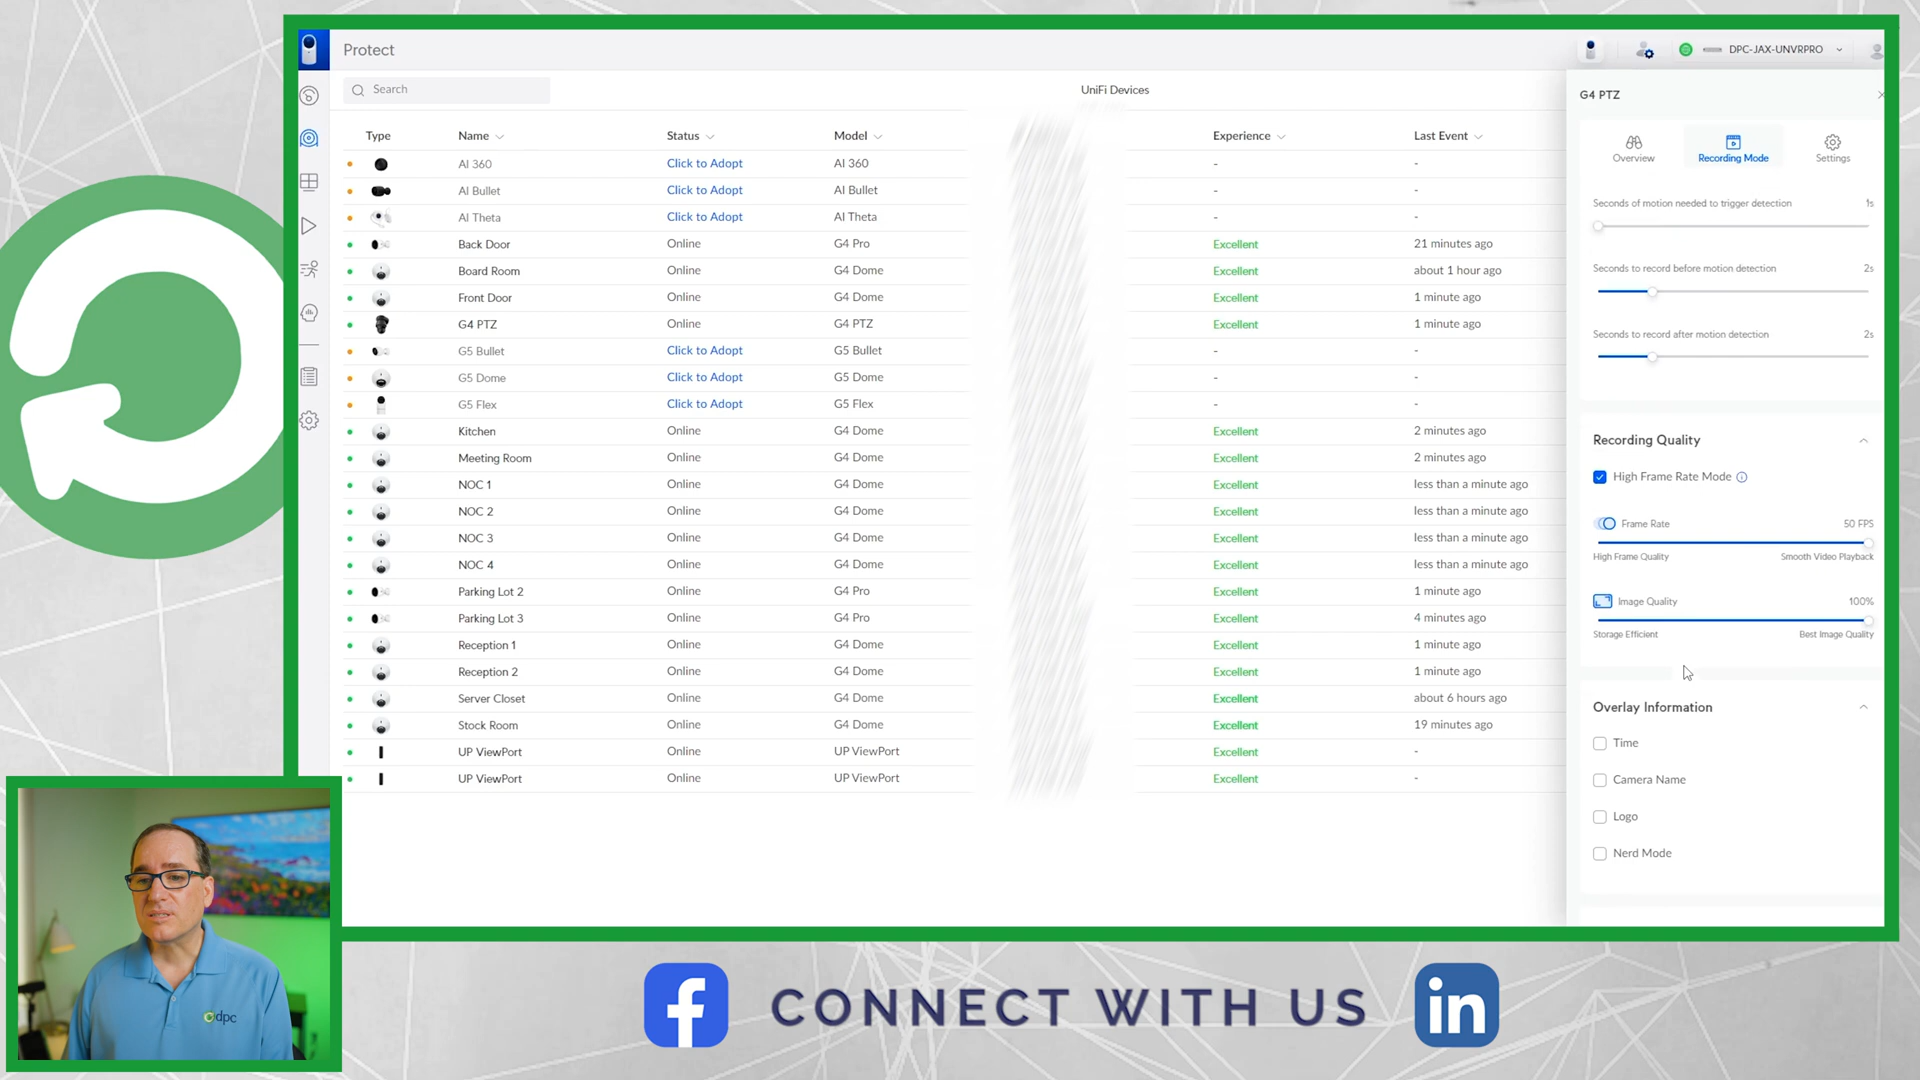 Protect
DPC-JAX-UNVRPRO
Search
UniFi Devices
Type Name Status Model Experience Last Event
AI 360 Click to Adopt AI 360 - -
AI Bullet Click to Adopt AI Bullet - -
AI Theta Click to Adopt AI Theta - -
Back Door Online G4 Pro Excellent 21 minutes ago
Board Room Online G4 Dome Excellent about 1 hour ago
Front Door Online G4 Dome Excellent 1 minute ago
G4 PTZ Online G4 PTZ Excellent 1 minute ago
G5 Bullet Click to Adopt G5 Bullet - -
G5 Dome Click to Adopt G5 Dome - -
G5 Flex Click to Adopt G5 Flex - -
Kitchen Online G4 Dome Excellent 2 minutes ago
Meeting Room Online G4 Dome Excellent 2 minutes ago
NOC 1 Online G4 Dome Excellent less than a minute ago
NOC 2 Online G4 Dome Excellent less than a minute ago
NOC 3 Online G4 Dome Excellent less than a minute ago
NOC 4 Online G4 Dome Excellent less than a minute ago
Parking Lot 2 Online G4 Pro Excellent 1 minute ago
Parking Lot 3 Online G4 Pro Excellent 4 minutes ago
Reception 1 Online G4 Dome Excellent 1 minute ago
Reception 2 Online G4 Dome Excellent 1 minute ago
Server Closet Online G4 Dome Excellent about 6 hours ago
Stock Room Online G4 Dome Excellent 19 minutes ago
UP ViewPort Online UP ViewPort Excellent -
UP ViewPort Online UP ViewPort Excellent -
G4 PTZ
Overview Recording Mode Settings
Seconds of motion needed to trigger detection 1s
Seconds to record before motion detection 2s
Seconds to record after motion detection 2s
Recording Quality
High Frame Rate Mode
Frame Rate 50 FPS
High Frame Quality Smooth Video Playback
Image Quality 100%
Storage Efficient Best Image Quality
Overlay Information
Time
Camera Name
Logo
Nerd Mode
dpc
f CONNECT WITH US in